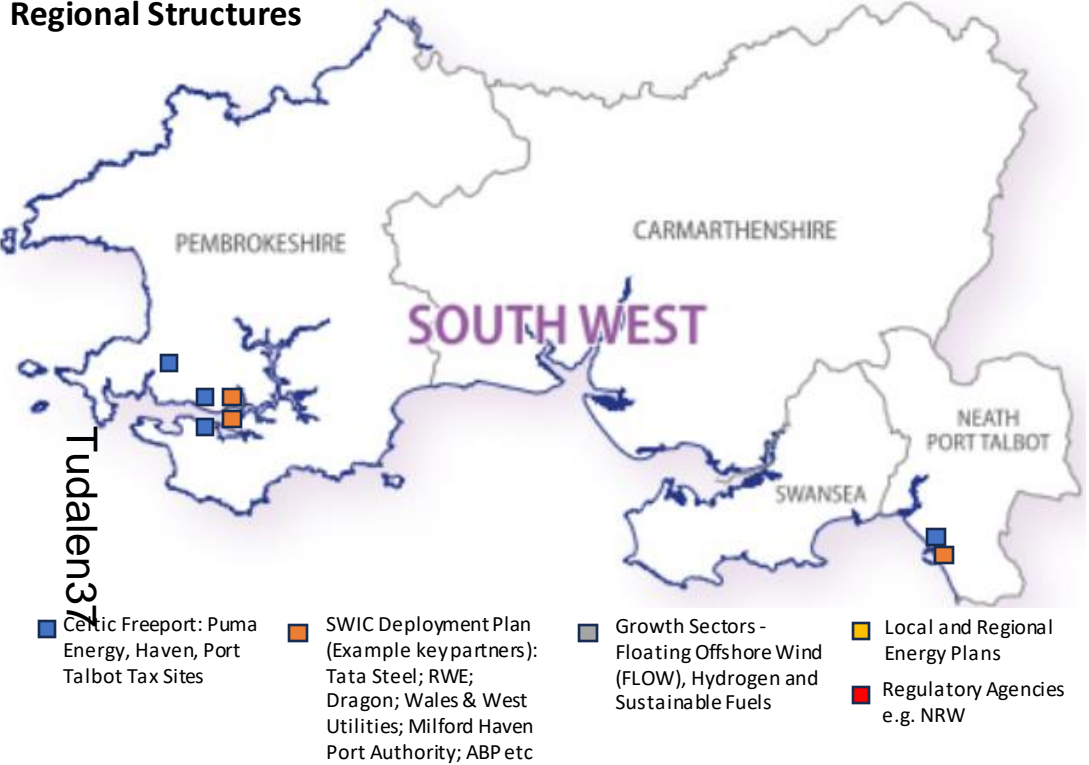 Regional Structures
PEMBROKESHIRE
CARMARTHENSHIRE
SOUTH WEST
NEATH
PORT TALBOT
SWANSEA
Tudalen37
Celtic Freeport: Puma
Energy, Haven, Port
Talbot Tax Sites
SWIC Deployment Plan
(Example key partners):
Tata Steel; RWE;
Dragon; Wales & West
Utilities; Milford Haven
Port Authority; ABP etc
Growth Sectors -
Floating Offshore Wind
(FLOW), Hydrogen and
Sustainable Fuels
Local and Regional
Energy Plans
Regulatory Agencies
e.g. NRW